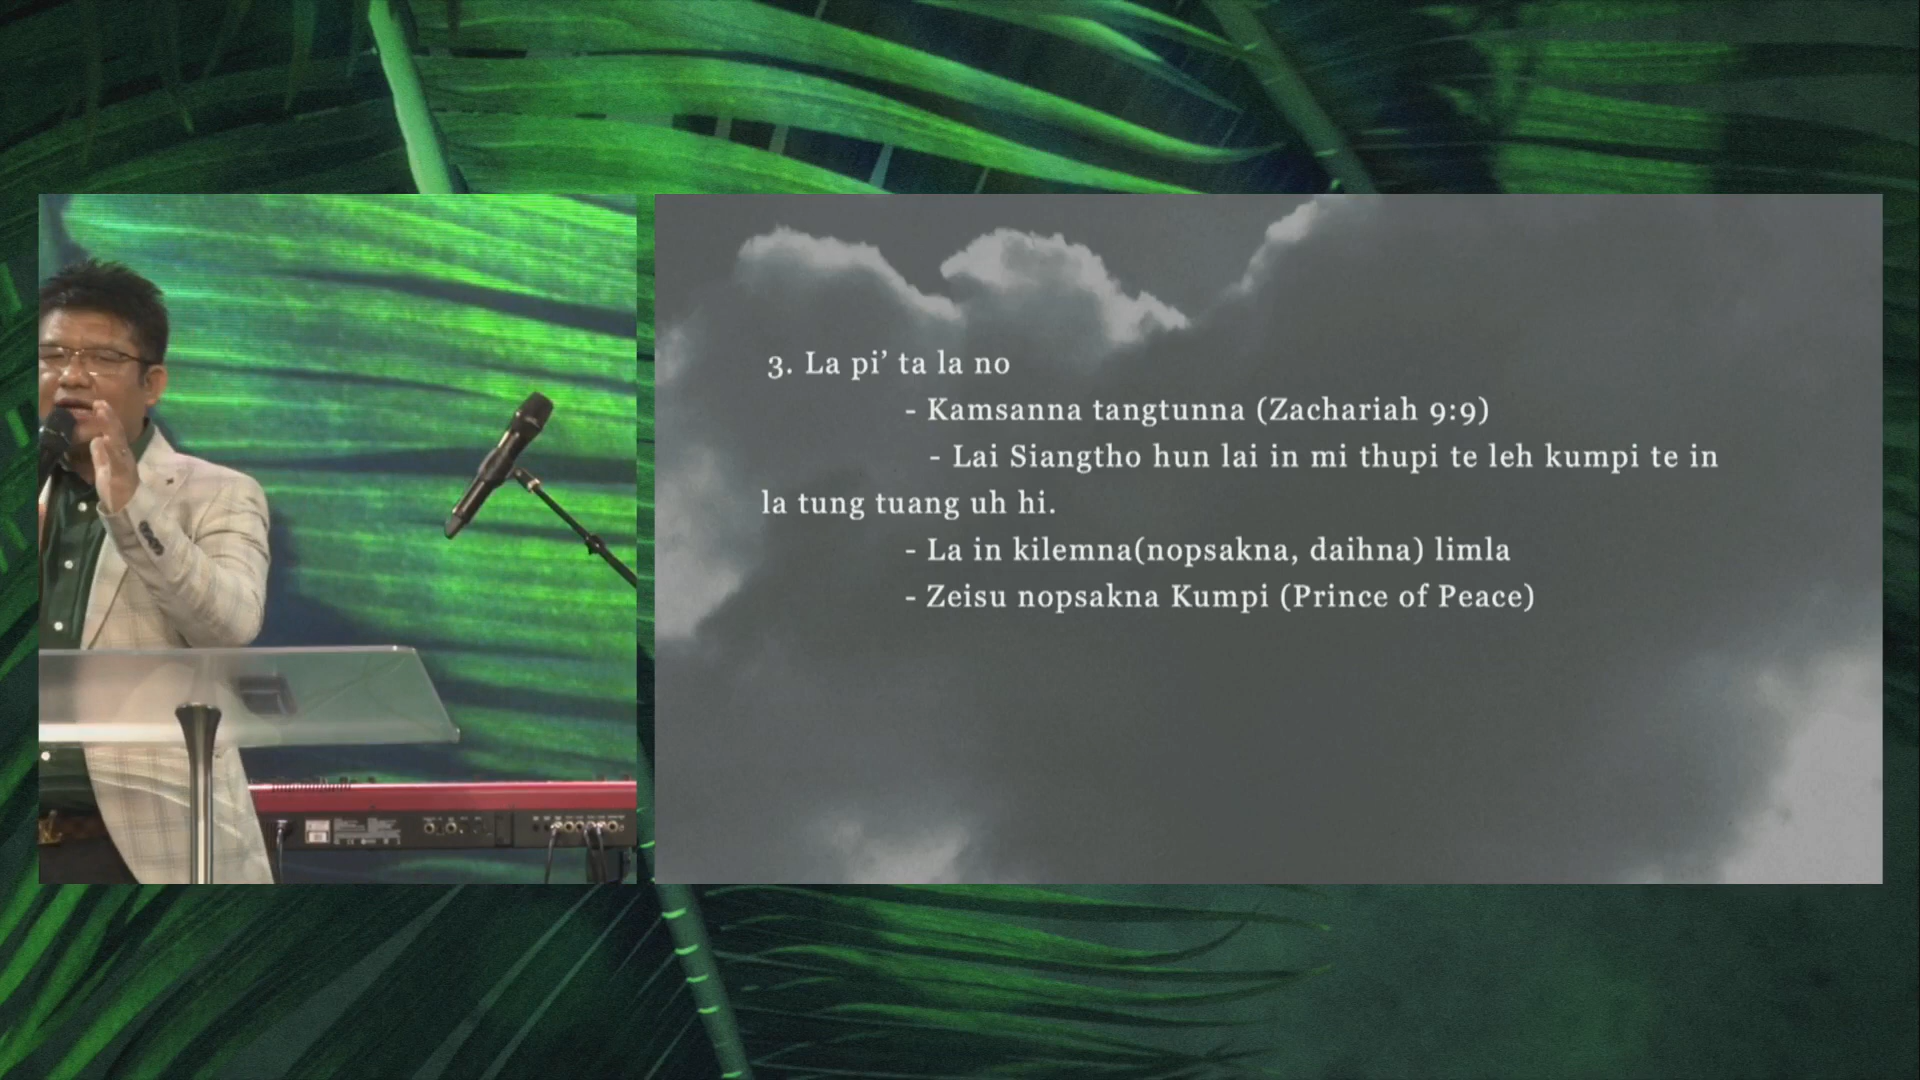 3. La pi’ ta la no
- Kamsanna tangtunna (Zachariah 9:9)
- Lai Siangtho hun lai in mi thupi te leh kumpi te in
la tung tuang uh hi.
- La in kilemna(nopsakna, daihna) limla
- Zeisu nopsakna Kumpi (Prince of Peace)